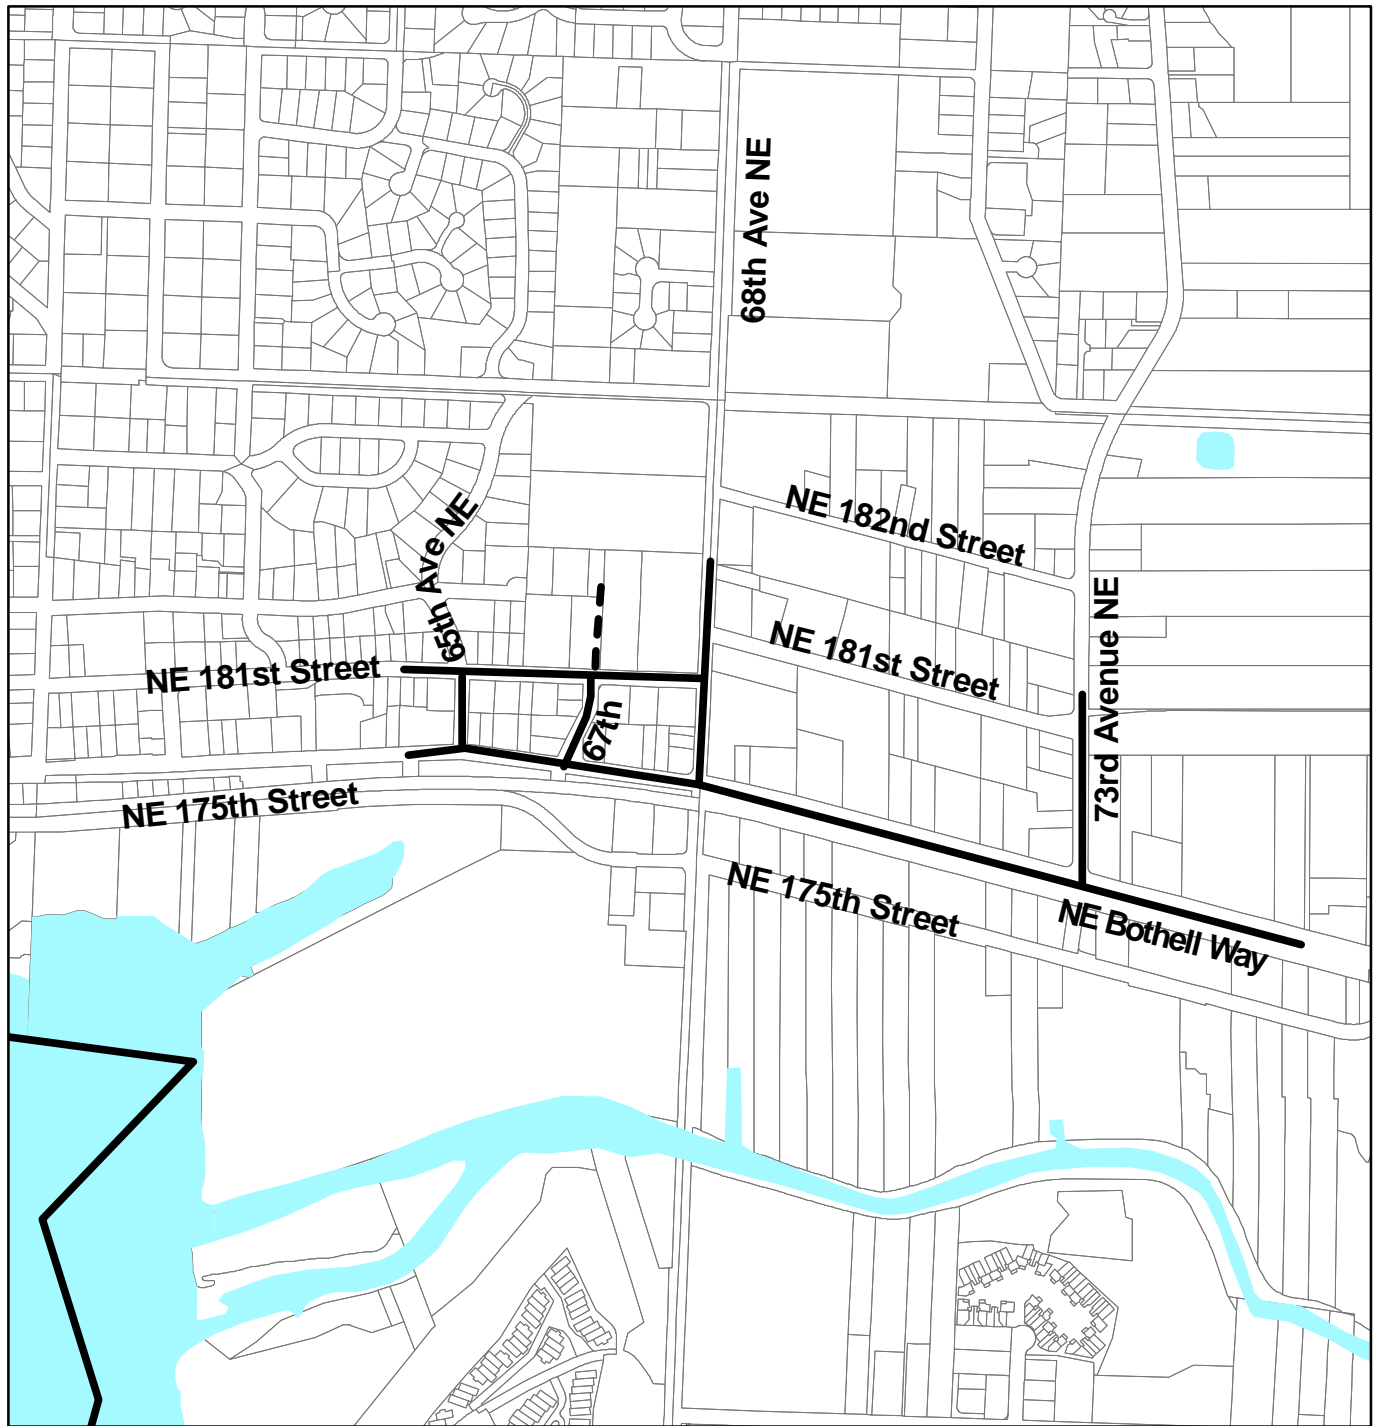 68th Ave NE
NE 182nd Street
65th Ave NE
73rd Avenue NE
NE 181st Street
NE 181st Street
67th
NE 175th Street
NE 175th Street
NE Bothell Way